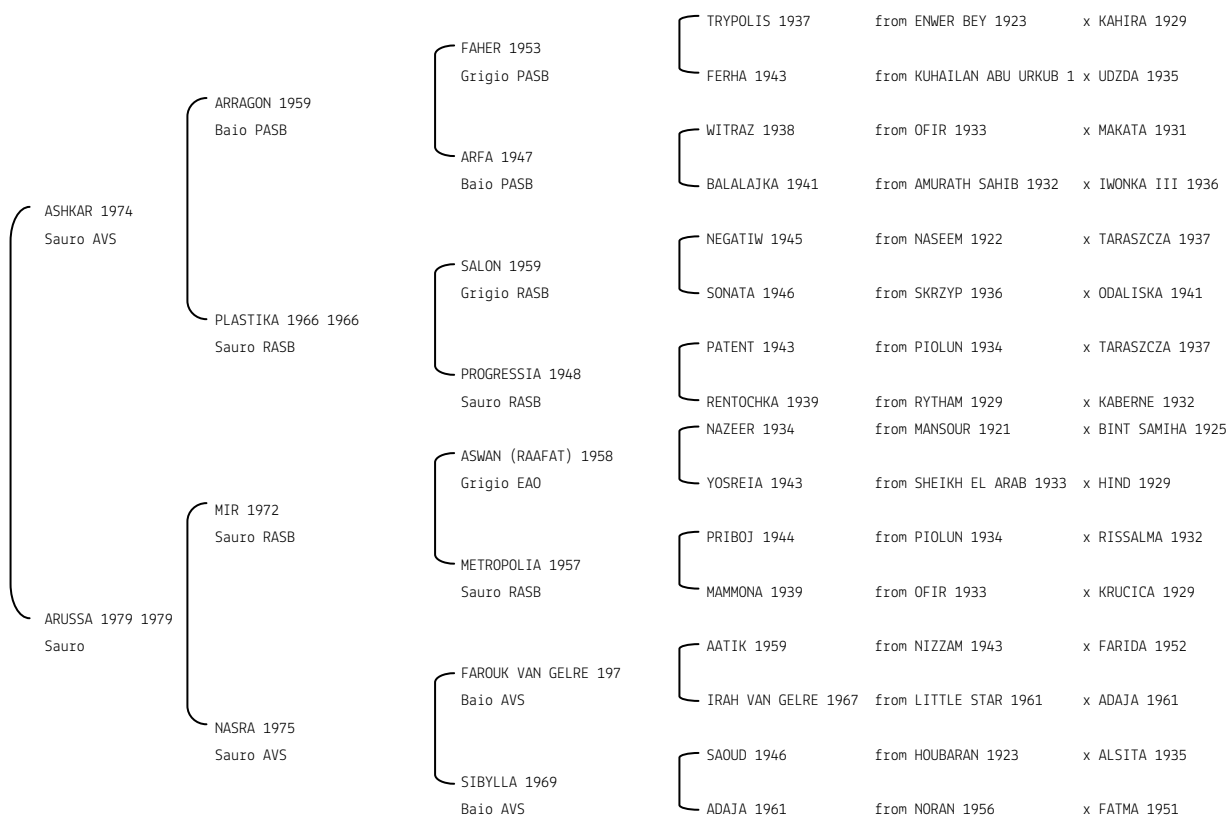 TRYPOLIS 1937 from ENWER BEY 1923 x KAHIRA 1929
FAHER 1953
Grigio PASB
FERHA 1943 from KUHAILAN ABU URKUB 1 x UDZDA 1935
ARRAGON 1959
Baio PASB
WITRAZ 1938 from OFIR 1933 x MAKATA 1931
ARFA 1947
Baio PASB
BALALAJKA 1941 from AMURATH SAHIB 1932 x IWONKA III 1936
ASHKAR 1974
Sauro AVS
NEGATIW 1945 from NASEEM 1922 x TARASZCZA 1937
SALON 1959
Grigio RASB
SONATA 1946 from SKRZYP 1936 x ODALISKA 1941
PLASTIKA 1966 1966
Sauro RASB
PATENT 1943 from PIOLUN 1934 x TARASZCZA 1937
PROGRESSIA 1948
Sauro RASB
RENTOCHKA 1939 from RYTHAM 1929 x KABERNE 1932
NAZEER 1934 from MANSOUR 1921 x BINT SAMIHA 1925
ASWAN (RAAFAT) 1958
Grigio EAO
YOSREIA 1943 from SHEIKH EL ARAB 1933 x HIND 1929
MIR 1972
Sauro RASB
PRIBOJ 1944 from PIOLUN 1934 x RISSALMA 1932
METROPOLIA 1957
Sauro RASB
MAMMONA 1939 from OFIR 1933 x KRUCICA 1929
ARUSSA 1979 1979
Sauro
AATIK 1959 from NIZZAM 1943 x FARIDA 1952
FAROUK VAN GELRE 197
Baio AVS
IRAH VAN GELRE 1967 from LITTLE STAR 1961 x ADAJA 1961
NASRA 1975
Sauro AVS
SAOUD 1946 from HOUBARAN 1923 x ALSITA 1935
SIBYLLA 1969
Baio AVS
ADAJA 1961 from NORAN 1956 x FATMA 1951